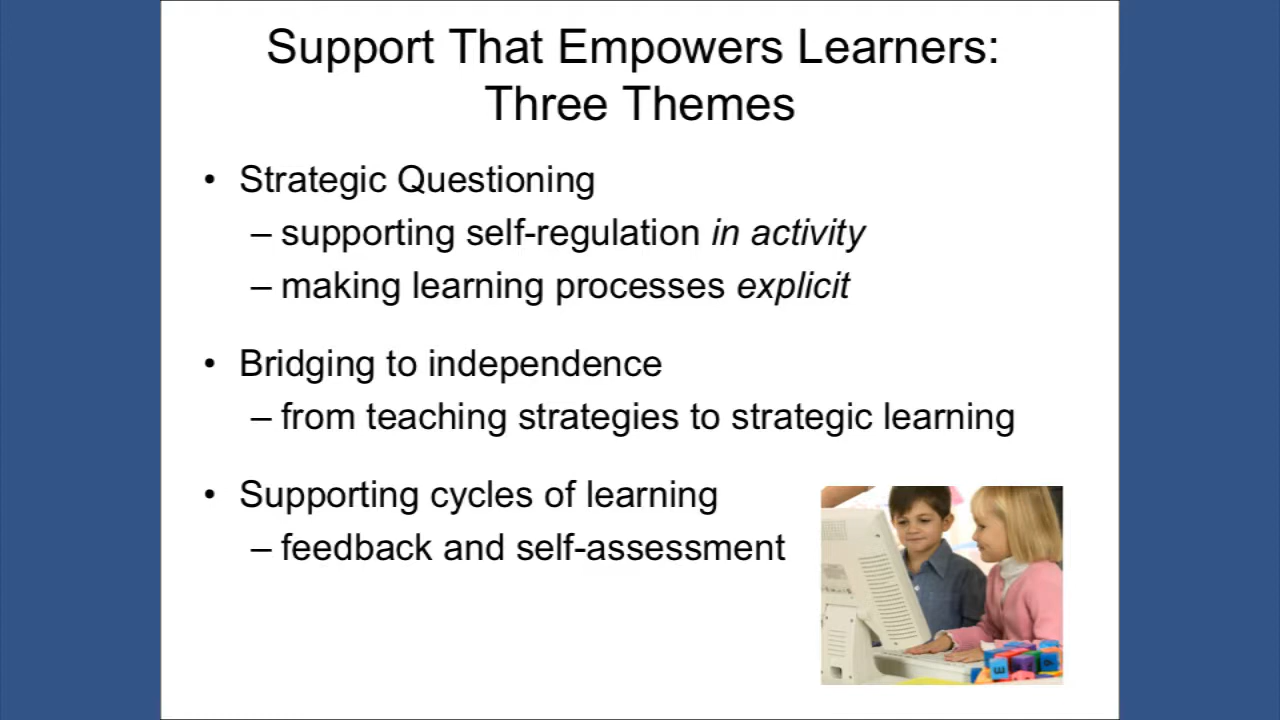 Support That Empowers Learners:
Three Themes
• Strategic Questioning
– supporting self-regulation in activity
– making learning processes explicit
• Bridging to independence
– from teaching strategies to strategic learning
• Supporting cycles of learning
– feedback and self-assessment